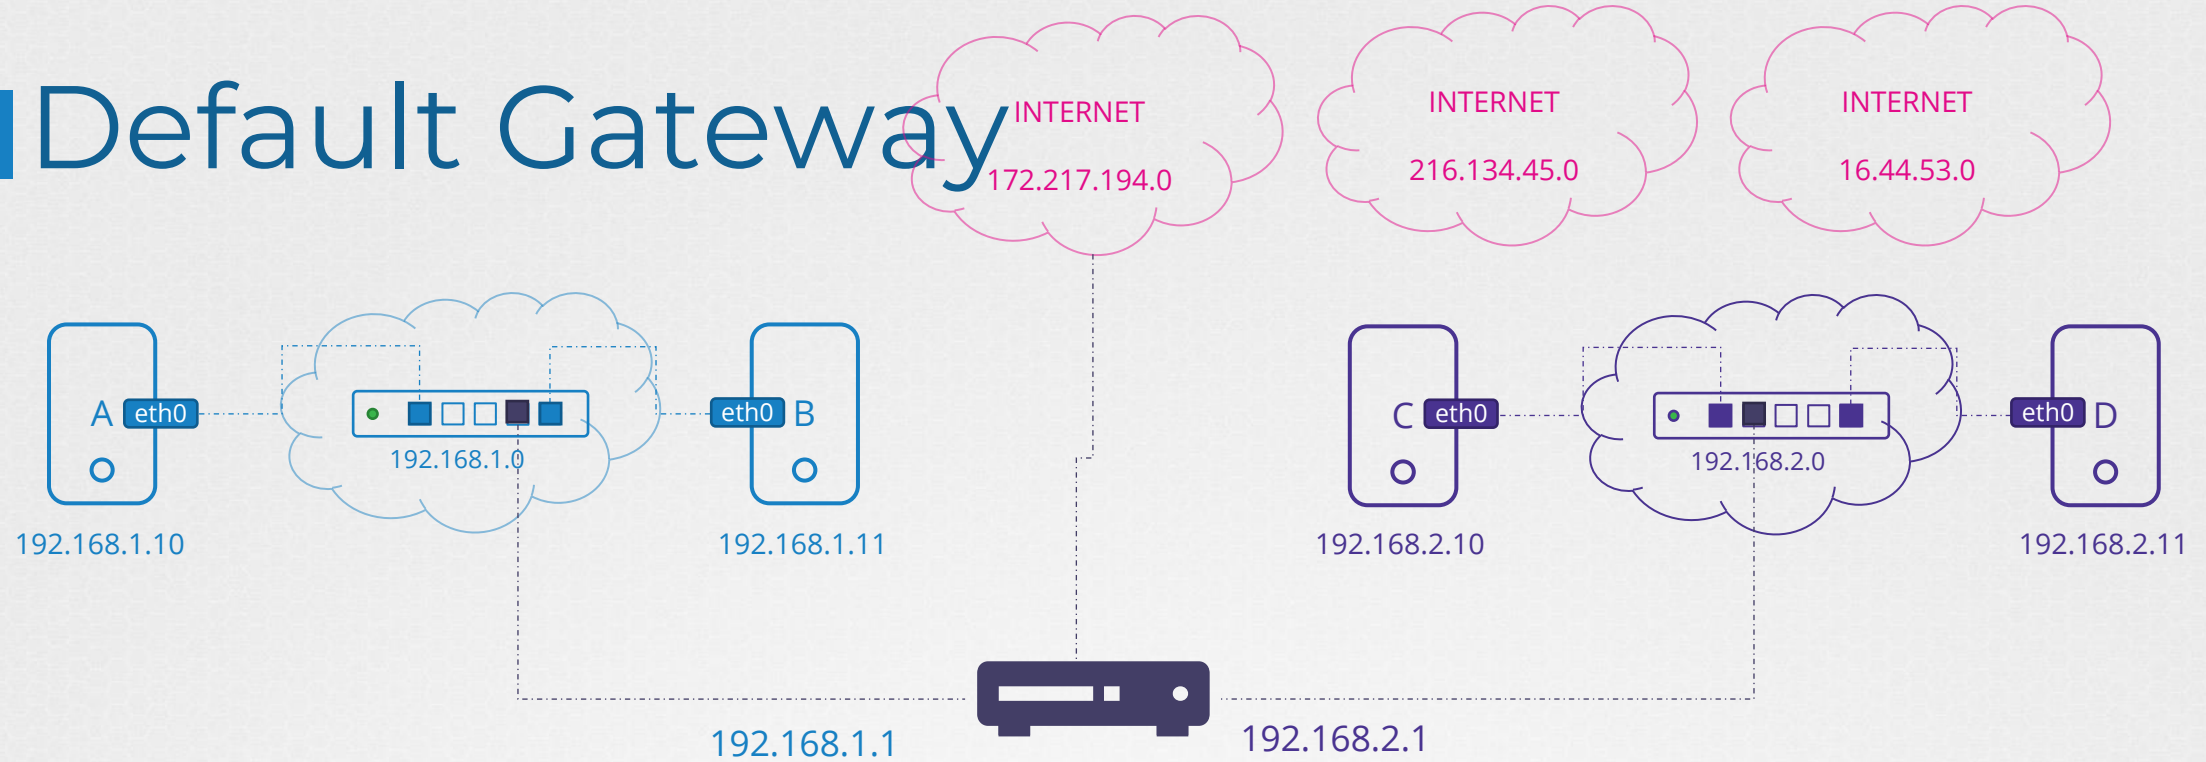 Default Gateway
INTERNET
172.217.194.0
INTERNET
216.134.45.0
INTERNET
16.44.53.0
A
eth0
192.168.1.0
eth0
B
192.168.1.10
192.168.1.11
C
eth0
192.168.2.0
eth0
D
192.168.2.10
192.168.2.11
192.168.1.1
192.168.2.1